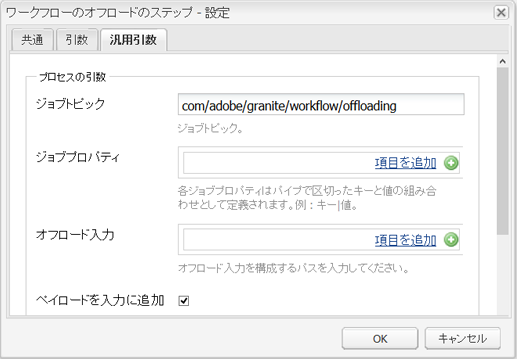 ワークフローのオフロードのステップ - 設定
共通
引数
汎用引数
プロセスの引数
ジョブトピック
com/adobe/granite/workflow/offloading
ジョブトピック。
ジョブプロパティ
項目を追加
各ジョブプロパティはパイプで区切ったキーと値の組み合
わせとして定義されます。例：キー|値。
オフロード入力
項目を追加
オフロード入力を構成するパスを入力してください。
ペイロードを入力に追加
OK
キャンセル